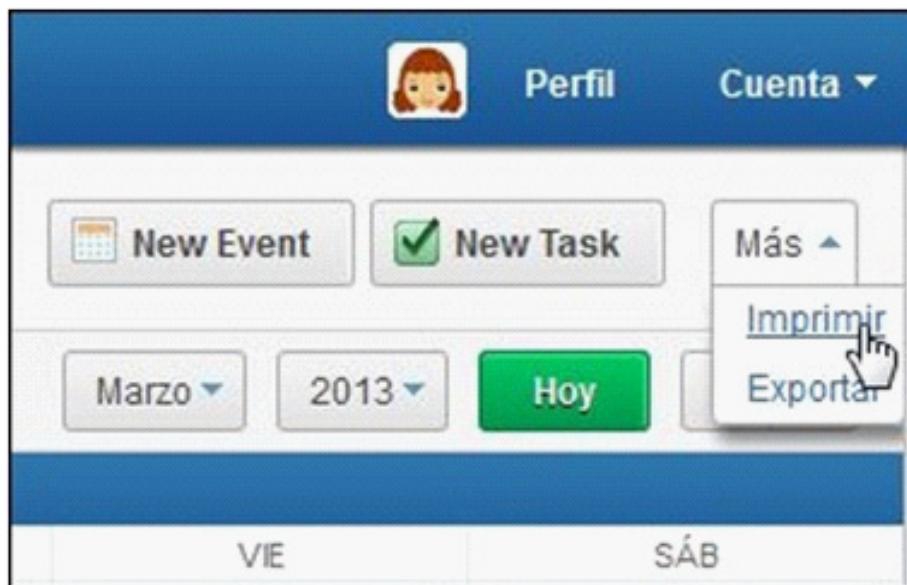 Perfil Cuenta
New Event New Task Más
Imprimir
Marzo 2013 Hoy
Exportar
VIE SÁB